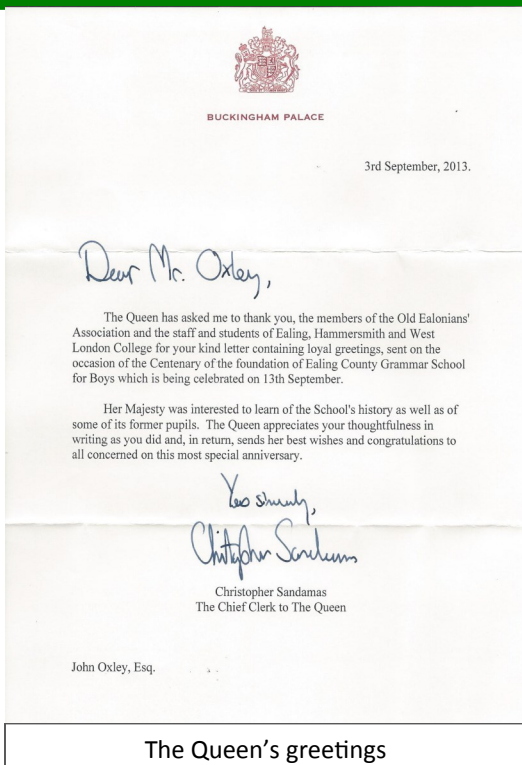 BUCKINGHAM PALACE
3rd September, 2013.
Dear Mr. Oxley,
The Queen has asked me to thank you, the members of the Old Ealonians'
Association and the staff and students of Ealing, Hammersmith and West
London College for your kind letter containing loyal greetings, sent on the
occasion of the Centenary of the foundation of Ealing County Grammar School
for Boys which is being celebrated on 13th September.
Her Majesty was interested to learn of the School's history as well as of
some of its former pupils. The Queen appreciates your thoughtfulness in
writing as you did and, in return, sends her best wishes and congratulations to
all concerned on this most special anniversary.
Yours sincerely,
Christopher Sandamas
Christopher Sandamas
The Chief Clerk to The Queen
John Oxley, Esq.
The Queen's greetings